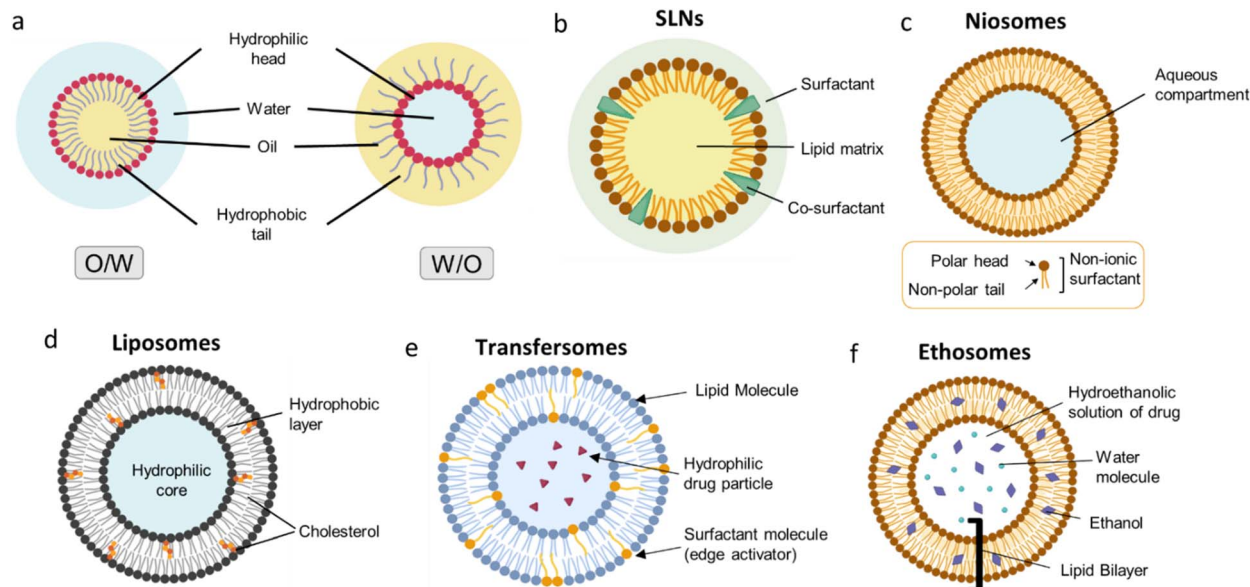 a
Hydrophilic
head
Water
Oil
Hydrophobic
tail
O/W
W/O
b
SLNs
Surfactant
Lipid matrix
Co-surfactant
c
Niosomes
Aqueous
compartment
Polar head
Non-polar tail
Non-ionic
surfactant
d
Liposomes
Hydrophobic
layer
Hydrophilic
core
Cholesterol
e
Transfersomes
Lipid Molecule
Hydrophilic
drug particle
Surfactant molecule
(edge activator)
f
Ethosomes
Hydroethanolic
solution of drug
Water
molecule
Ethanol
Lipid Bilayer